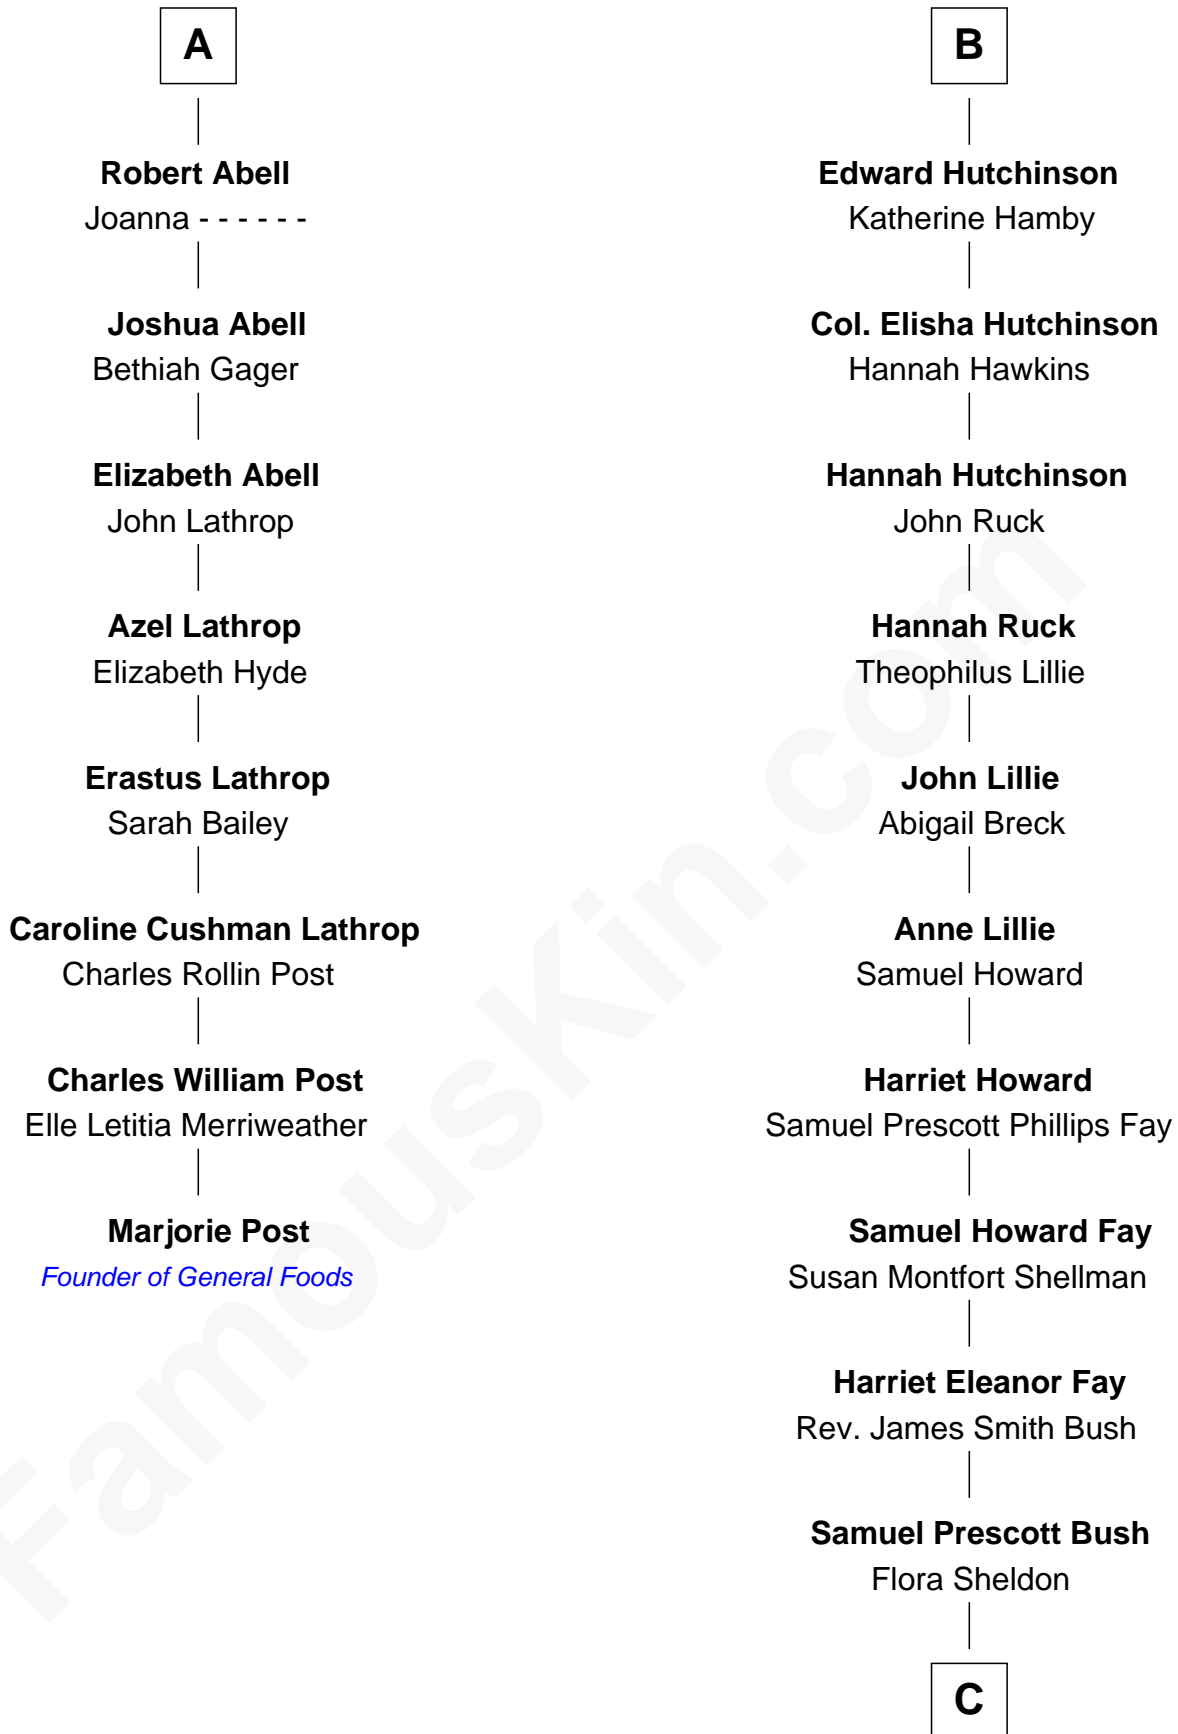 A
Robert Abell
Joanna - - - - - -
Joshua Abell
Bethiah Gager
Elizabeth Abell
John Lathrop
Azel Lathrop
Elizabeth Hyde
Erastus Lathrop
Sarah Bailey
Caroline Cushman Lathrop
Charles Rollin Post
Charles William Post
Elle Letitia Merriweather
Marjorie Post
Founder of General Foods
B
Edward Hutchinson
Katherine Hamby
Col. Elisha Hutchinson
Hannah Hawkins
Hannah Hutchinson
John Ruck
Hannah Ruck
Theophilus Lillie
John Lillie
Abigail Breck
Anne Lillie
Samuel Howard
Harriet Howard
Samuel Prescott Phillips Fay
Samuel Howard Fay
Susan Montfort Shellman
Harriet Eleanor Fay
Rev. James Smith Bush
Samuel Prescott Bush
Flora Sheldon
C
FamousKin.com